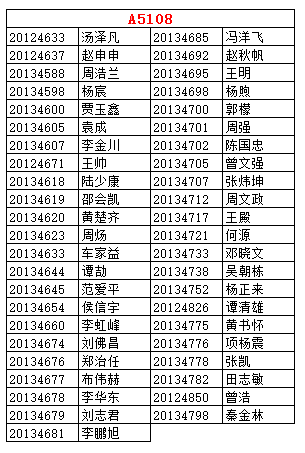 A5108
20124633 汤泽凡 20134685 冯洋飞
20124637 赵申申 20134692 赵秋帆
20134588 周浩兰 20134695 王明
20134598 杨宸 20134698 杨煦
20134600 贾玉鑫 20134700 郭檬
20134605 袁成 20134701 周强
20134607 李金川 20134702 陈国忠
20124671 王帅 20134705 曾文强
20134618 陆少康 20134707 张炜坤
20134619 邵会凯 20134712 周文政
20134620 黄楚齐 20134717 王殿
20134623 周炀 20134721 何源
20134633 车家益 20134733 邓晓文
20134644 谭劼 20134738 吴朝栋
20134645 范爱平 20134752 杨正来
20134654 侯信宇 20124826 谭清雄
20134660 李虹峰 20134775 黄书怀
20134674 刘佛昌 20134776 项杨震
20134676 郑治任 20134778 张凯
20134677 布伟赫 20134782 田志敏
20134678 李华东 20124850 曾浩
20134679 刘志君 20134798 秦金林
20134681 李鹏旭